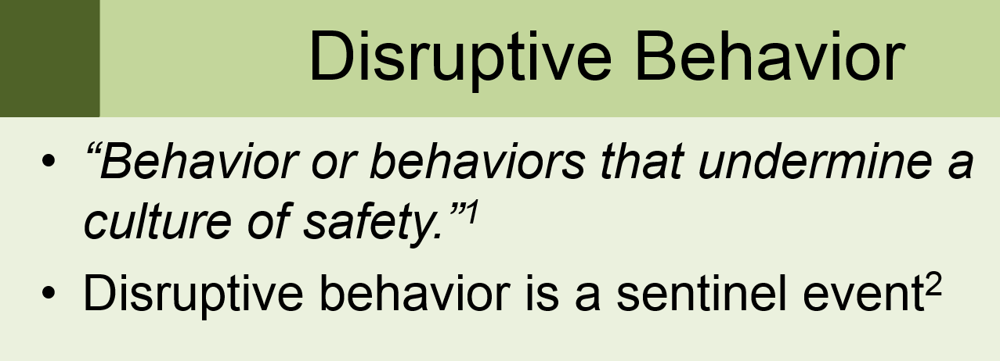 Disruptive Behavior
• “Behavior or behaviors that undermine a
culture of safety.”1
• Disruptive behavior is a sentinel event2